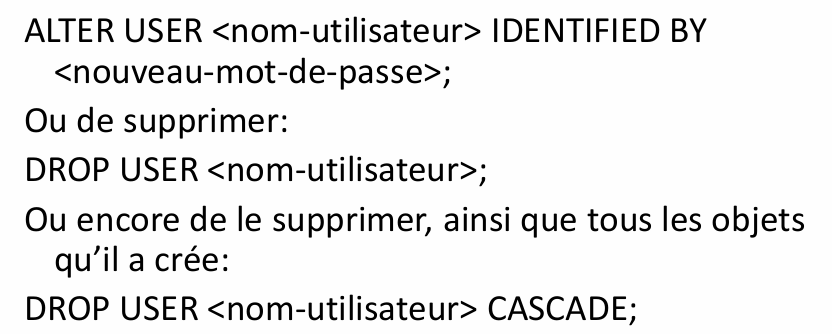 ALTER USER <nom-utilisateur> IDENTIFIED BY
<nouveau-mot-de-passe>;
Ou de supprimer:
DROP USER <nom-utilisateur>;
Ou encore de le supprimer, ainsi que tous les objets
qu’il a crée:
DROP USER <nom-utilisateur> CASCADE;